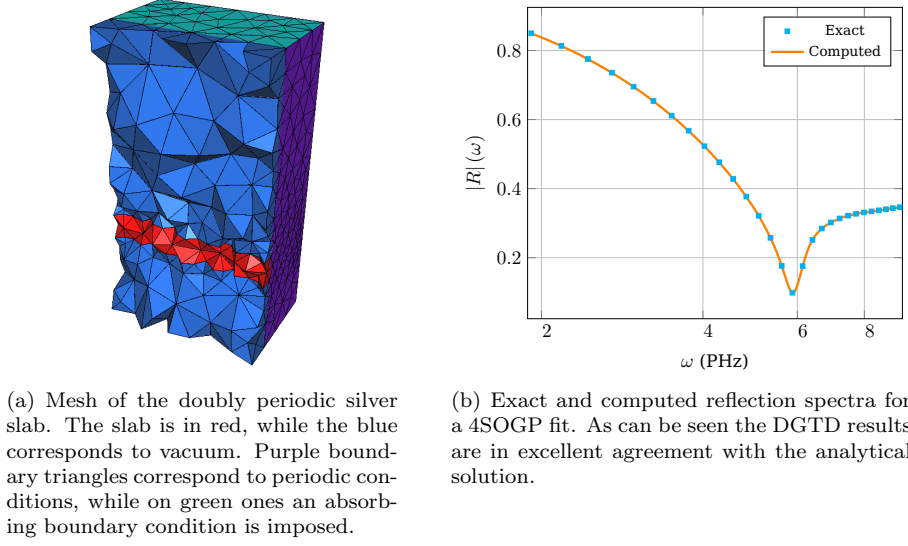 0.8
0.6
0.4
0.2
|R| (ω)
Exact
Computed
2
4
6
8
ω (PHz)
(a) Mesh of the doubly periodic silver
slab. The slab is in red, while the blue
corresponds to vacuum. Purple bound-
ary triangles correspond to periodic con-
ditions, while on green ones an absorb-
ing boundary condition is imposed.
(b) Exact and computed reflection spectra for
a 4SOGP fit. As can be seen the DGTD results
are in excellent agreement with the analytical
solution.